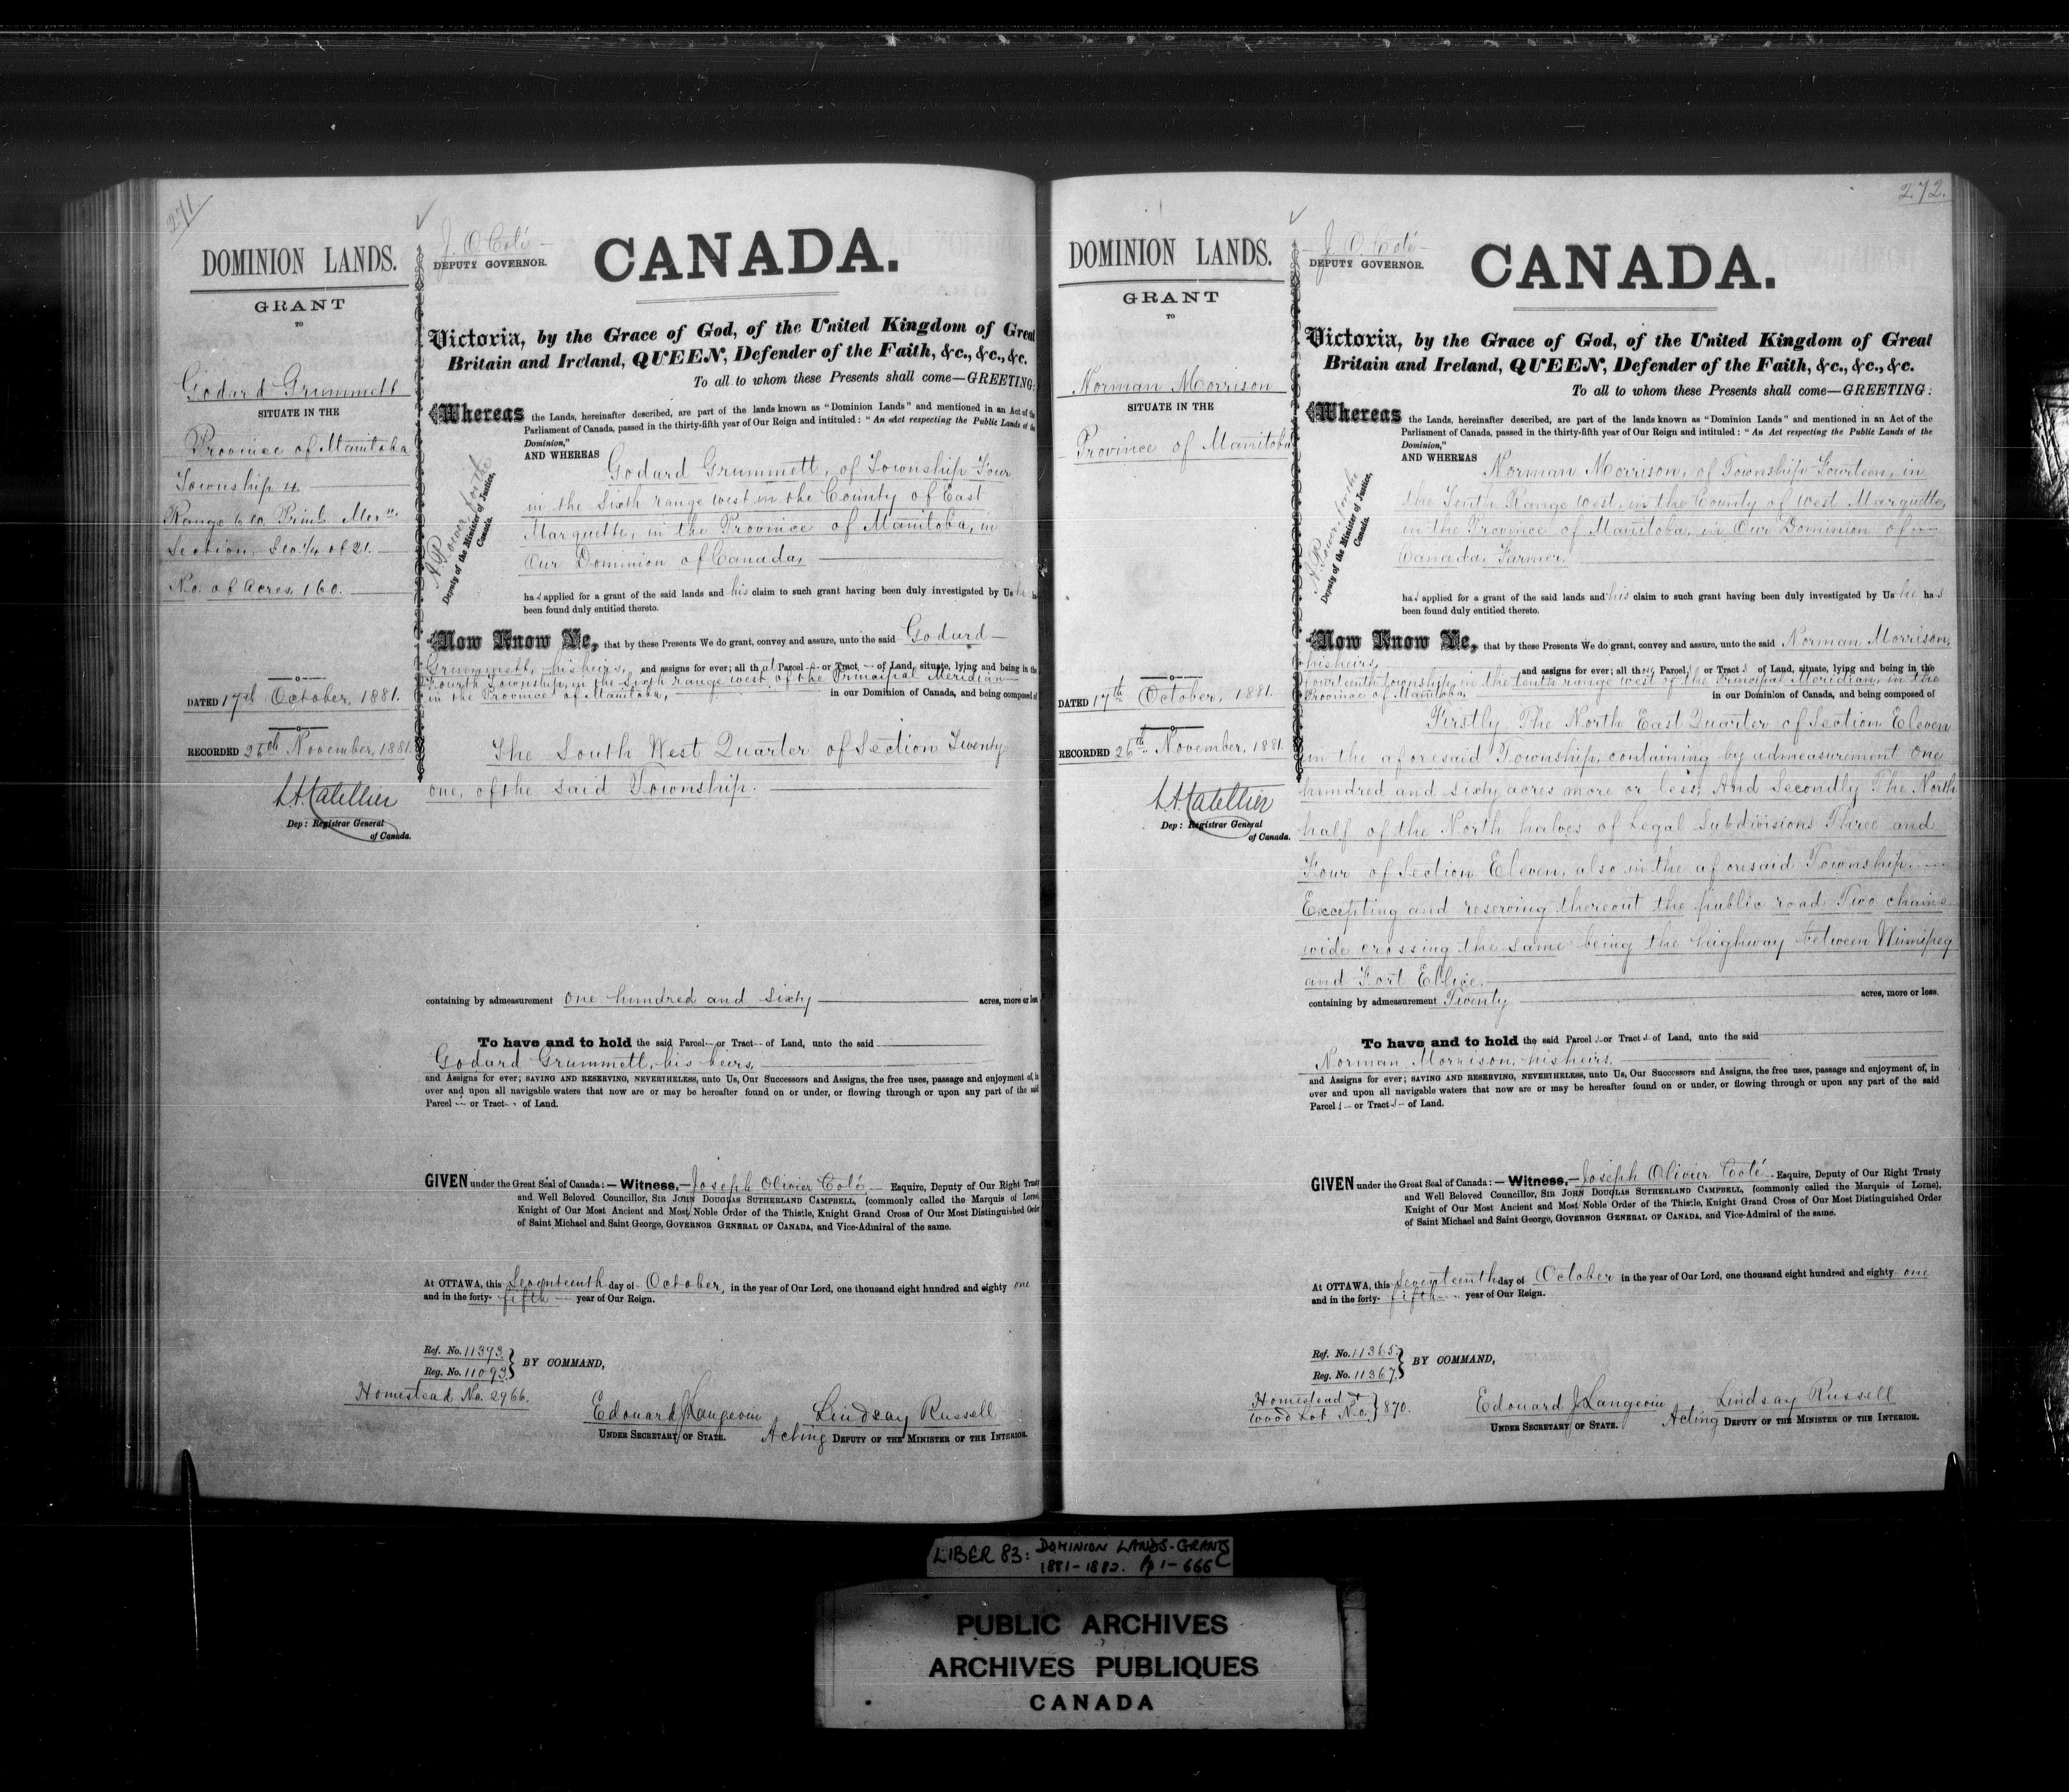 271
DOMINION LANDS.
GRANT
TO
Godard Grummett
SITUATE IN THE
Province of Manitoba
Township 4
Range 6 Wo. Princl. Mern.
Section, S.W. 1/4 of 21.
No. of Acres, 160.
DATED 17th October, 1881.
RECORDED 26th November, 1881.
L.A. Catellier
Dep: Registrar General
of Canada.
J. O. Coté
DEPUTY GOVERNOR.
CANADA.
Victoria, by the Grace of God, of the United Kingdom of Great
Britain and Ireland, QUEEN, Defender of the Faith, &c., &c., &c.
To all to whom these Presents shall come—GREETING:
A. Power for the
Deputy of the Minister of Justice,
Canada.
Whereas the Lands, hereinafter described, are part of the lands known as "Dominion Lands" and mentioned in an Act of the
Parliament of Canada, passed in the thirty-fifth year of Our Reign and intituled: "An Act respecting the Public Lands of the
Dominion,"
AND WHEREAS Godard Grummett, of Township Four
in the Sixth range west in the County of East
Marquette, in the Province of Manitoba, in
Our Dominion of Canada,
has applied for a grant of the said lands and his claim to such grant having been duly investigated by Us he has
been found duly entitled thereto.
Now Know Ye, that by these Presents We do grant, convey and assure, unto the said Godard
Grummett, his heirs, and assigns for ever; all that Parcel or Tract of Land, situate, lying and being in the
Fourth Township, in the Sixth range west of the Principal Meridian
in the Province of Manitoba, in our Dominion of Canada, and being composed of
The South West Quarter of Section Twenty
one, of the said Township.
containing by admeasurement one hundred and sixty acres, more or less
To have and to hold the said Parcel or Tract of Land, unto the said
Godard Grummett, his heirs,
and Assigns for ever; SAVING AND RESERVING, NEVERTHELESS, unto Us, Our Successors and Assigns, the free uses, passage and enjoyment of, in
over and upon all navigable waters that now are or may be hereafter found on or under, or flowing through or upon any part of the said
Parcel or Tract of Land.
GIVEN under the Great Seal of Canada:— Witness,—Joseph Olivier Coté Esquire, Deputy of Our Right Trusty
and Well Beloved Councillor, SIR JOHN DOUGLAS SUTHERLAND CAMPBELL, (commonly called the Marquis of Lorne),
Knight of Our Most Ancient and Most Noble Order of the Thistle, Knight Grand Cross of Our Most Distinguished Order
of Saint Michael and Saint George, GOVERNOR GENERAL OF CANADA, and Vice-Admiral of the same.
At OTTAWA, this Seventeenth day of October, in the year of Our Lord, one thousand eight hundred and eighty one
and in the forty- fifth year of Our Reign.
Ref. No. 11373.
Reg. No. 11093.
BY COMMAND,
Homestead No. 2966.
Edouard J Langevin
UNDER SECRETARY OF STATE.
Lindsay Russell
Acting DEPUTY OF THE MINISTER OF THE INTERIOR.
272.
DOMINION LANDS.
GRANT
TO
Norman Morrison
SITUATE IN THE
Province of Manitoba
DATED 17th October, 1881.
RECORDED 26th November, 1881.
L.A. Catellier
Dep: Registrar General
of Canada.
J. O. Coté
DEPUTY GOVERNOR.
CANADA.
Victoria, by the Grace of God, of the United Kingdom of Great
Britain and Ireland, QUEEN, Defender of the Faith, &c., &c., &c.
To all to whom these Presents shall come—GREETING:
A. Power for the
Deputy of the Minister of Justice,
Canada.
Whereas the Lands, hereinafter described, are part of the lands known as "Dominion Lands" and mentioned in an Act of the
Parliament of Canada, passed in the thirty-fifth year of Our Reign and intituled: "An Act respecting the Public Lands of the
Dominion,"
AND WHEREAS Norman Morrison, of Township Fourteen, in
the Tenth Range west, in the County of west Marquette,
in the Province of Manitoba, in Our Dominion of
Canada, Farmer,
has applied for a grant of the said lands and his claim to such grant having been duly investigated by Us he has
been found duly entitled thereto.
Now Know Ye, that by these Presents We do grant, convey and assure, unto the said Norman Morrison,
his heirs, and assigns for ever; all those Parcels or Tracts of Land, situate, lying and being in the
Fourteenth township, in the tenth range west of the Principal Meridian, in the
Province of Manitoba, in our Dominion of Canada, and being composed of
Firstly, The North East Quarter of Section Eleven
in the aforesaid Township, containing by admeasurement One
hundred and sixty acres more or less. And Secondly The North
half of the North halves of Legal Subdivisions Three and
Four of Section Eleven, also in the aforesaid Township.
Excepting and reserving thereout the public road Two chains
wide crossing the same being the highway between Winnipeg
and Fort Ellice.
containing by admeasurement Twenty acres, more or less.
To have and to hold the said Parcels or Tracts of Land, unto the said
Norman Morrison, his heirs,
and Assigns for ever; SAVING AND RESERVING, NEVERTHELESS, unto Us, Our Successors and Assigns, the free uses, passage and enjoyment of, in
over and upon all navigable waters that now are or may be hereafter found on or under, or flowing through or upon any part of the said
Parcels or Tracts of Land.
GIVEN under the Great Seal of Canada:— Witness,—Joseph Olivier Coté Esquire, Deputy of Our Right Trusty
and Well Beloved Councillor, SIR JOHN DOUGLAS SUTHERLAND CAMPBELL, (commonly called the Marquis of Lorne),
Knight of Our Most Ancient and Most Noble Order of the Thistle, Knight Grand Cross of Our Most Distinguished Order
of Saint Michael and Saint George, GOVERNOR GENERAL OF CANADA, and Vice-Admiral of the same.
At OTTAWA, this Seventeenth day of October in the year of Our Lord, one thousand eight hundred and eighty one
and in the forty- fifth year of Our Reign.
Ref. No. 11365.
Reg. No. 11367.
BY COMMAND,
Homestead &
Wood Lot No. 870.
Edouard J Langevin
UNDER SECRETARY OF STATE.
Lindsay Russell
Acting DEPUTY OF THE MINISTER OF THE INTERIOR.
LIBER 83: DOMINION LANDS-GRANTS
1881-1882. Pp 1-666
PUBLIC ARCHIVES
ARCHIVES PUBLIQUES
CANADA